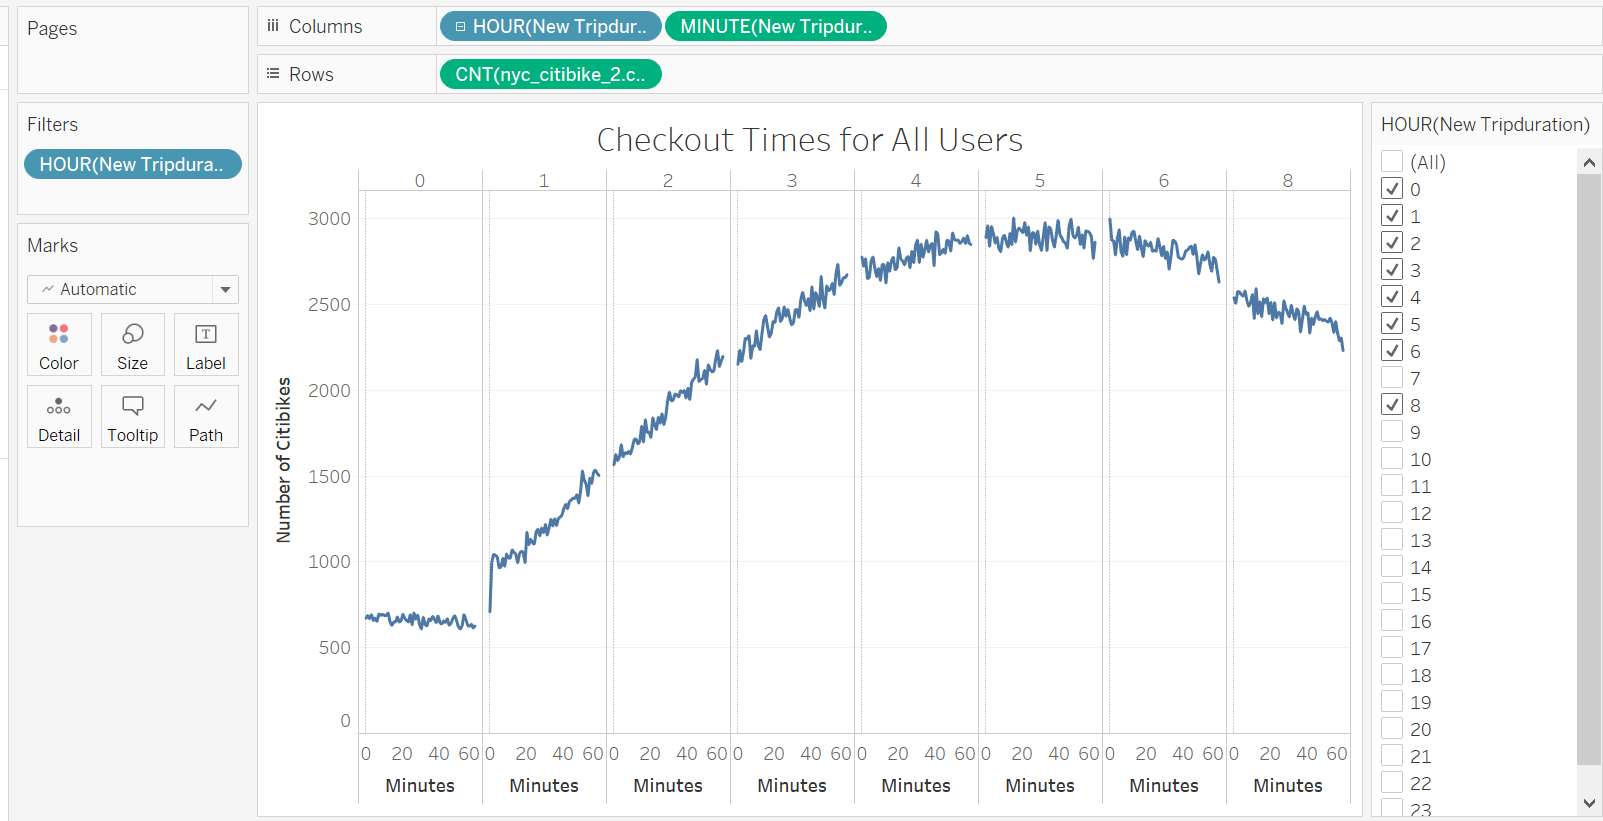 Pages
Columns
HOUR(New Tripdur..
MINUTE(New Tripdur..
Rows
CNT(nyc_citibike_2.c..
Filters
HOUR(New Tripdura..
Marks
Automatic
Color
Size
T
Label
Detail
Tooltip
Path
Checkout Times for All Users
0 1 2 3 4 5 6 8
Number of Citibikes
3000
2500
2000
1500
1000
500
0
0 20 40 60 0 20 40 60 0 20 40 60 0 20 40 60 0 20 40 60 0 20 40 60 0 20 40 60 0 20 40 60
Minutes Minutes Minutes Minutes Minutes Minutes Minutes Minutes
HOUR(New Tripduration)
(All)
0
1
2
3
4
5
6
7
8
9
10
11
12
13
14
15
16
17
18
19
20
21
22
23